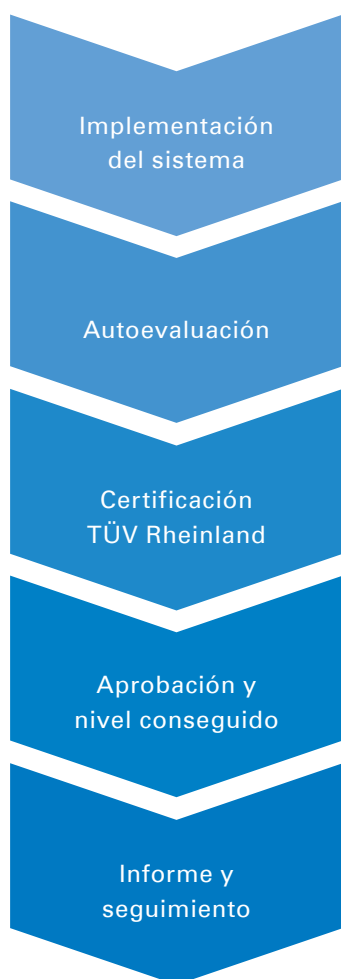 Implementación
del sistema
Autoevaluación
Certificación
TÜV Rheinland
Aprobación y
nivel conseguido
Informe y
seguimiento